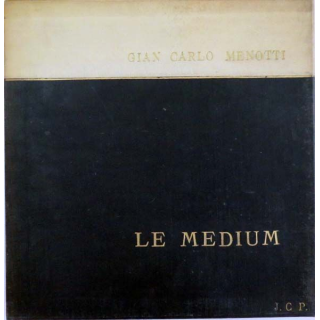 GIAN CARLO MENOTTI
LE MEDIUM
J. C. P.